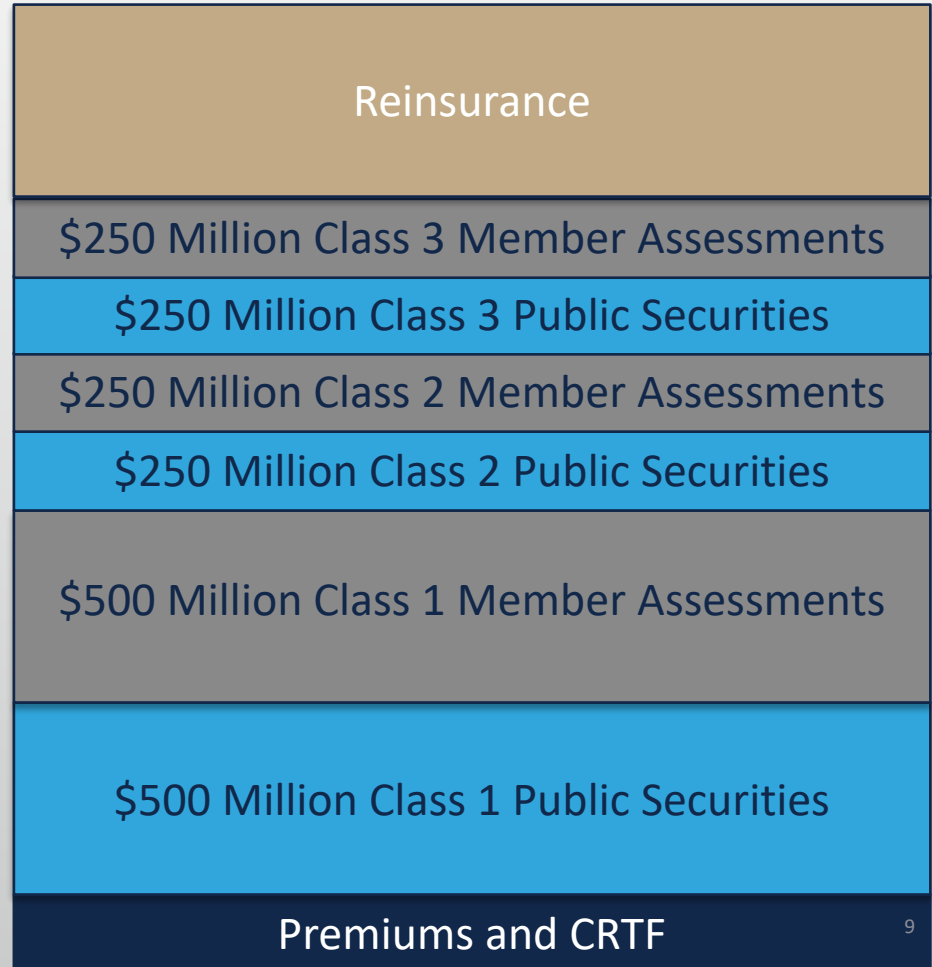 Reinsurance
$250 Million Class 3 Member Assessments
$250 Million Class 3 Public Securities
$250 Million Class 2 Member Assessments
$250 Million Class 2 Public Securities
$500 Million Class 1 Member Assessments
$500 Million Class 1 Public Securities
Premiums and CRTF
9